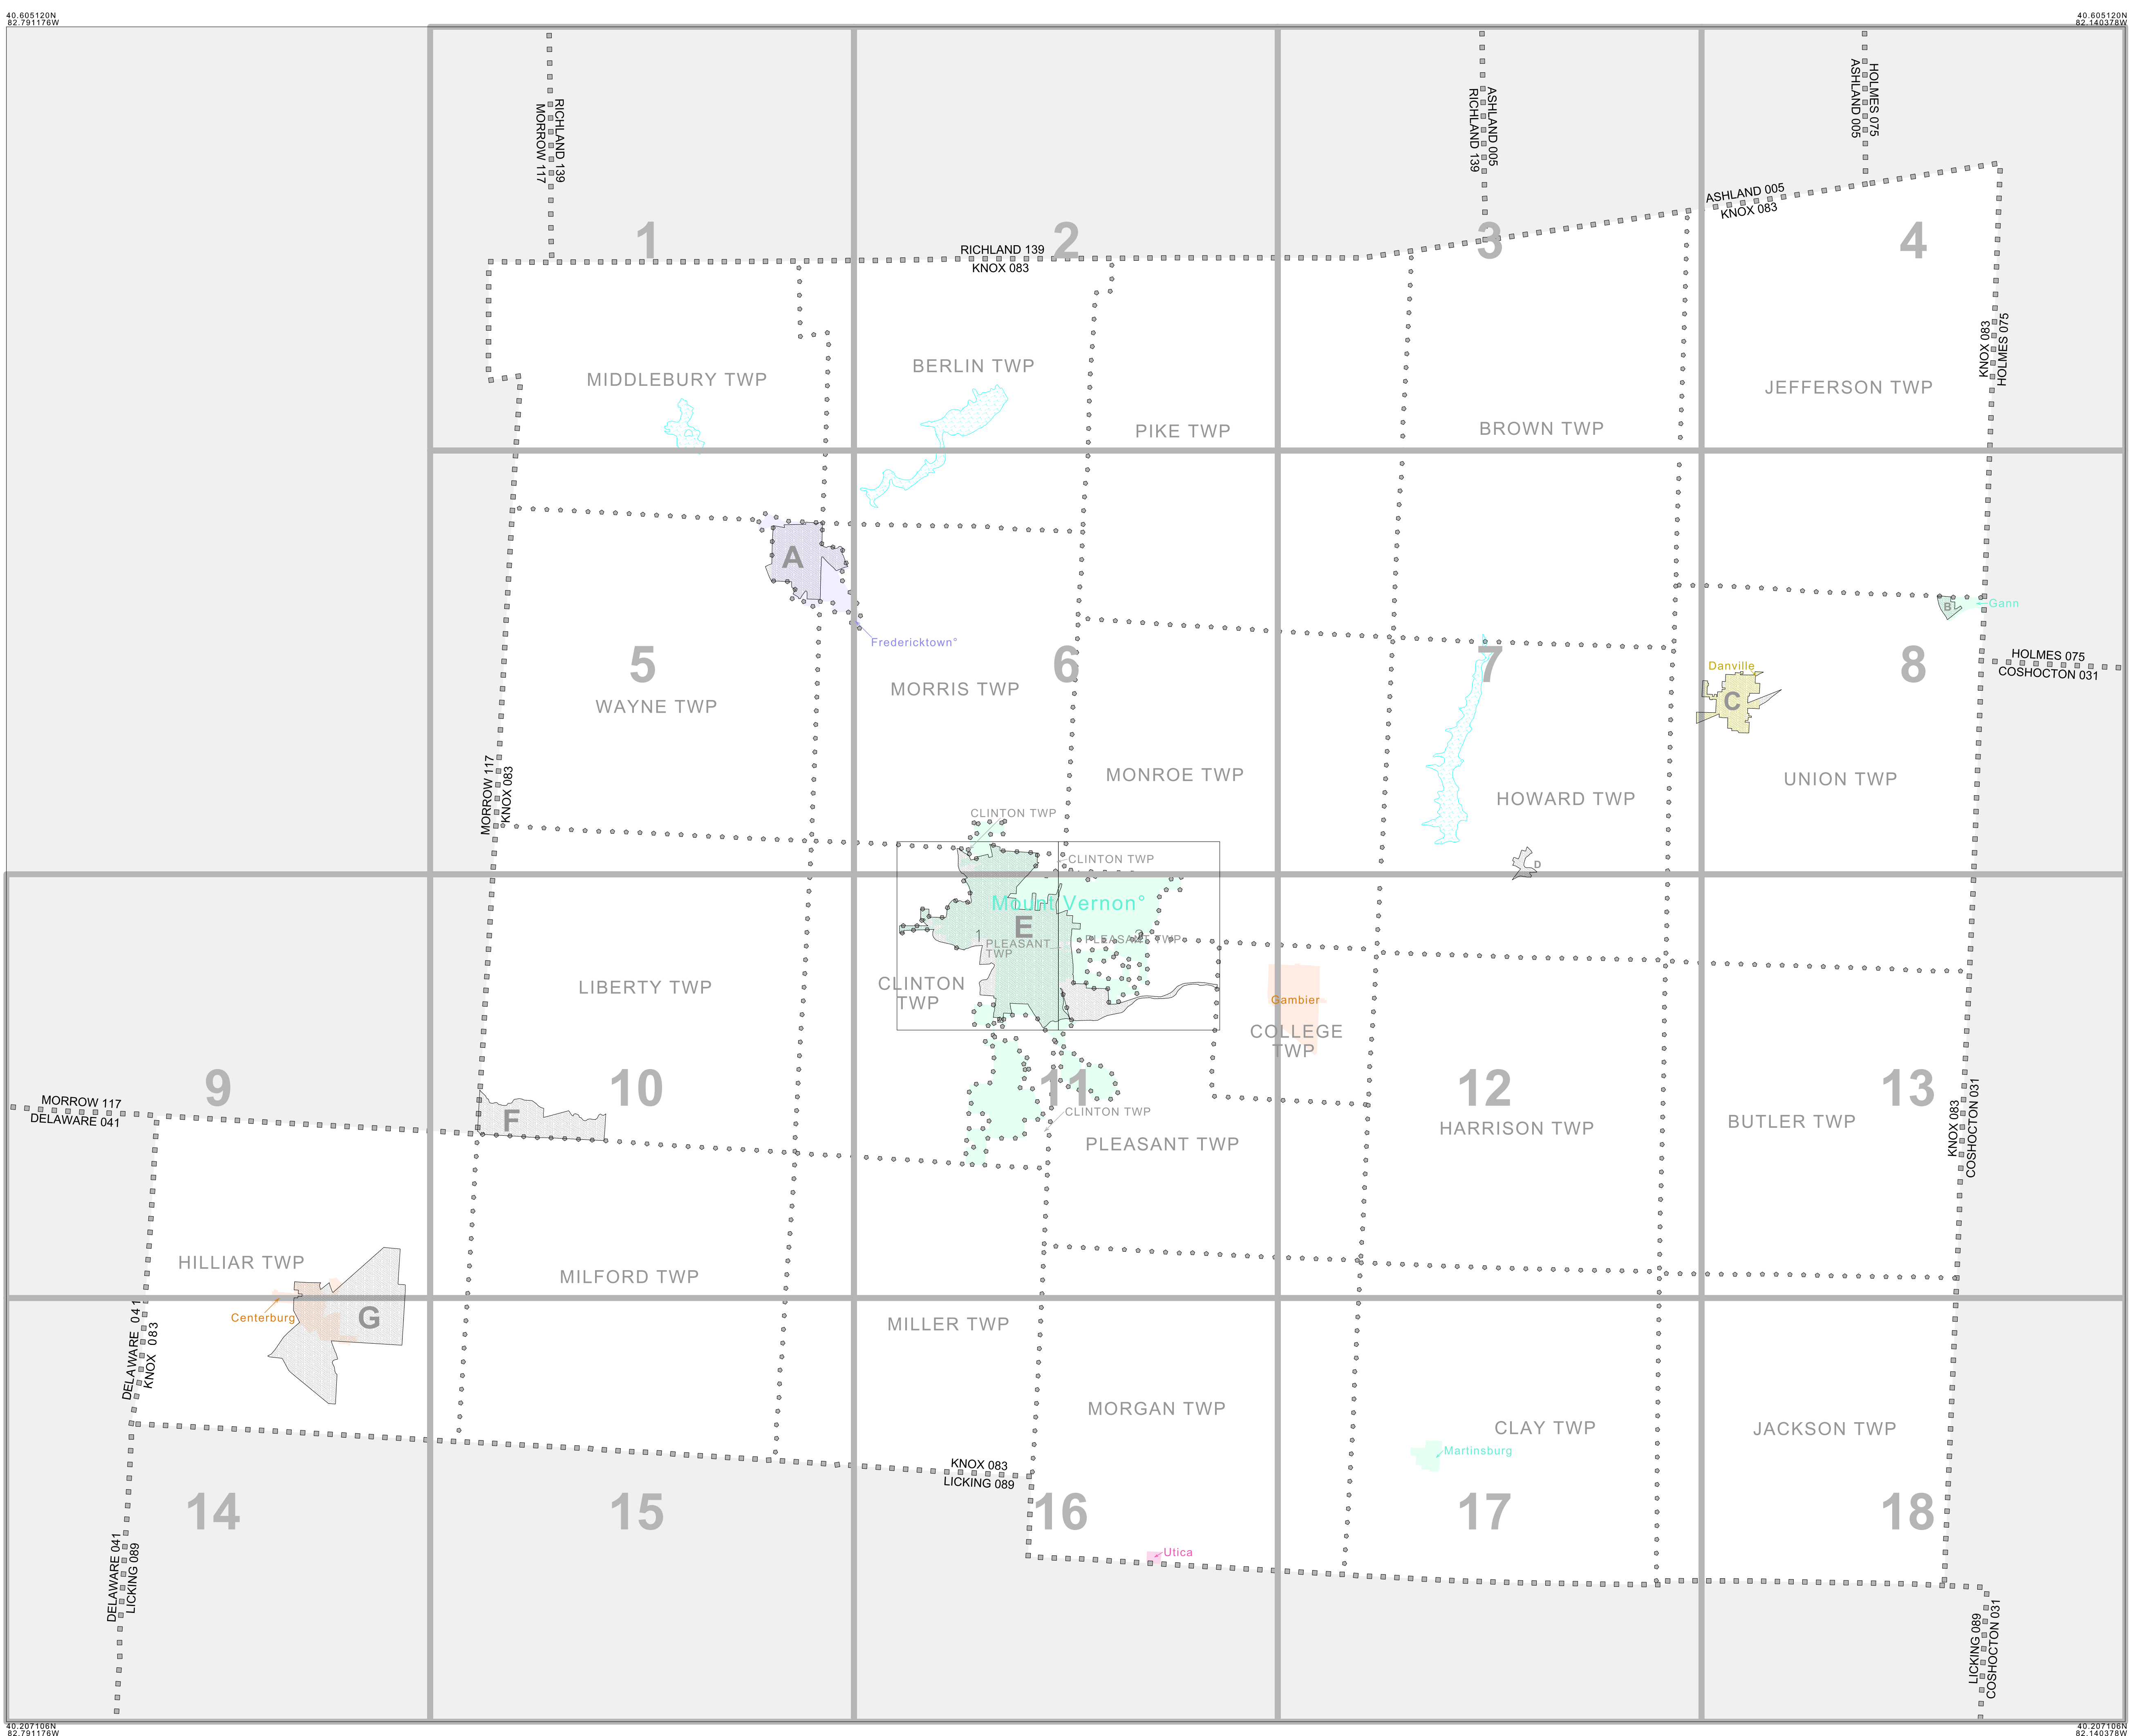 40.605120N
82.791176W
40.605120N
82.140378W
RICHLAND 139
MORROW 117
ASHLAND 005
RICHLAND 139
HOLMES 075
ASHLAND 005
ASHLAND 005
KNOX 083
1
2
3
4
RICHLAND 139
KNOX 083
KNOX 083
HOLMES 075
MIDDLEBURY TWP
BERLIN TWP
PIKE TWP
BROWN TWP
JEFFERSON TWP
A
B
Gann
Fredericktown°
5
6
7
8
HOLMES 075
COSHOCTON 031
Danville
C
WAYNE TWP
MORRIS TWP
MONROE TWP
HOWARD TWP
UNION TWP
MORROW 117
KNOX 083
CLINTON TWP
CLINTON TWP
D
Mount Vernon°
E
1
2
PLEASANT
TWP
PLEASANT TWP
LIBERTY TWP
CLINTON
TWP
Gambier
COLLEGE
TWP
9
10
11
12
13
MORROW 117
DELAWARE 041
F
CLINTON TWP
PLEASANT TWP
HARRISON TWP
BUTLER TWP
KNOX 083
COSHOCTON 031
HILLIAR TWP
MILFORD TWP
Centerburg
G
MILLER TWP
DELAWARE 041
KNOX 083
MORGAN TWP
CLAY TWP
JACKSON TWP
Martinsburg
KNOX 083
LICKING 089
14
15
16
17
18
Utica
DELAWARE 041
LICKING 089
LICKING 089
COSHOCTON 031
40.207106N
82.791176W
40.207106N
82.140378W